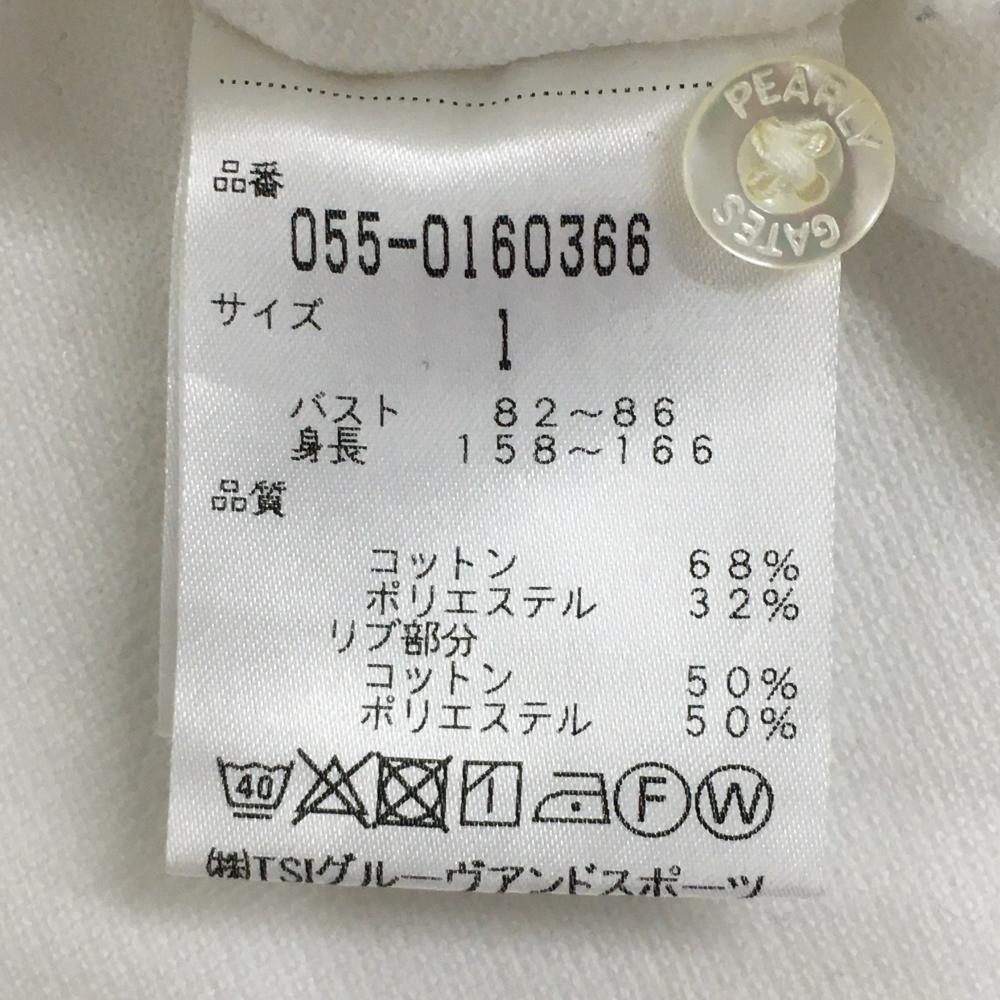 PEARLY
GATES
品番
055-0160366
サイズ
1
バスト 82~86
身長 158~166
品質
コットン 68%
ポリエステル 32%
リブ部分
コットン 50%
ポリエステル 50%
40 F W
㈱TSIグルーヴアンドスポーツ